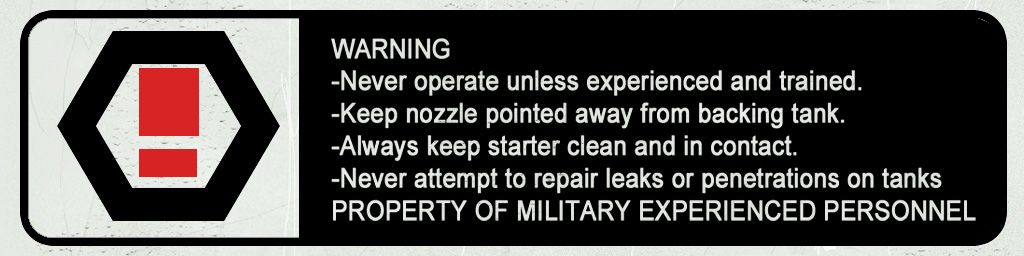 WARNING
-Never operate unless experienced and trained.
-Keep nozzle pointed away from backing tank.
-Always keep starter clean and in contact.
-Never attempt to repair leaks or penetrations on tanks
PROPERTY OF MILITARY EXPERIENCED PERSONNEL